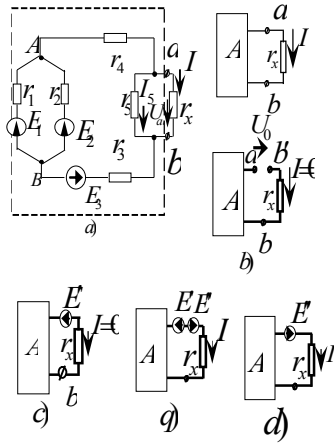 A
r₄
a
I
r₁
r₂
r₅
I₅
Uₐ
rₓ
E₁
E₂
r₃
b
B
E₃
a)
A
a
rₓ
I
b
U₀
A
a
b'
rₓ
I=0
b
b)
A
E'
rₓ
I=0
b
c)
A
E'
E"
rₓ
I
q)
A
E"
rₓ
I
d)